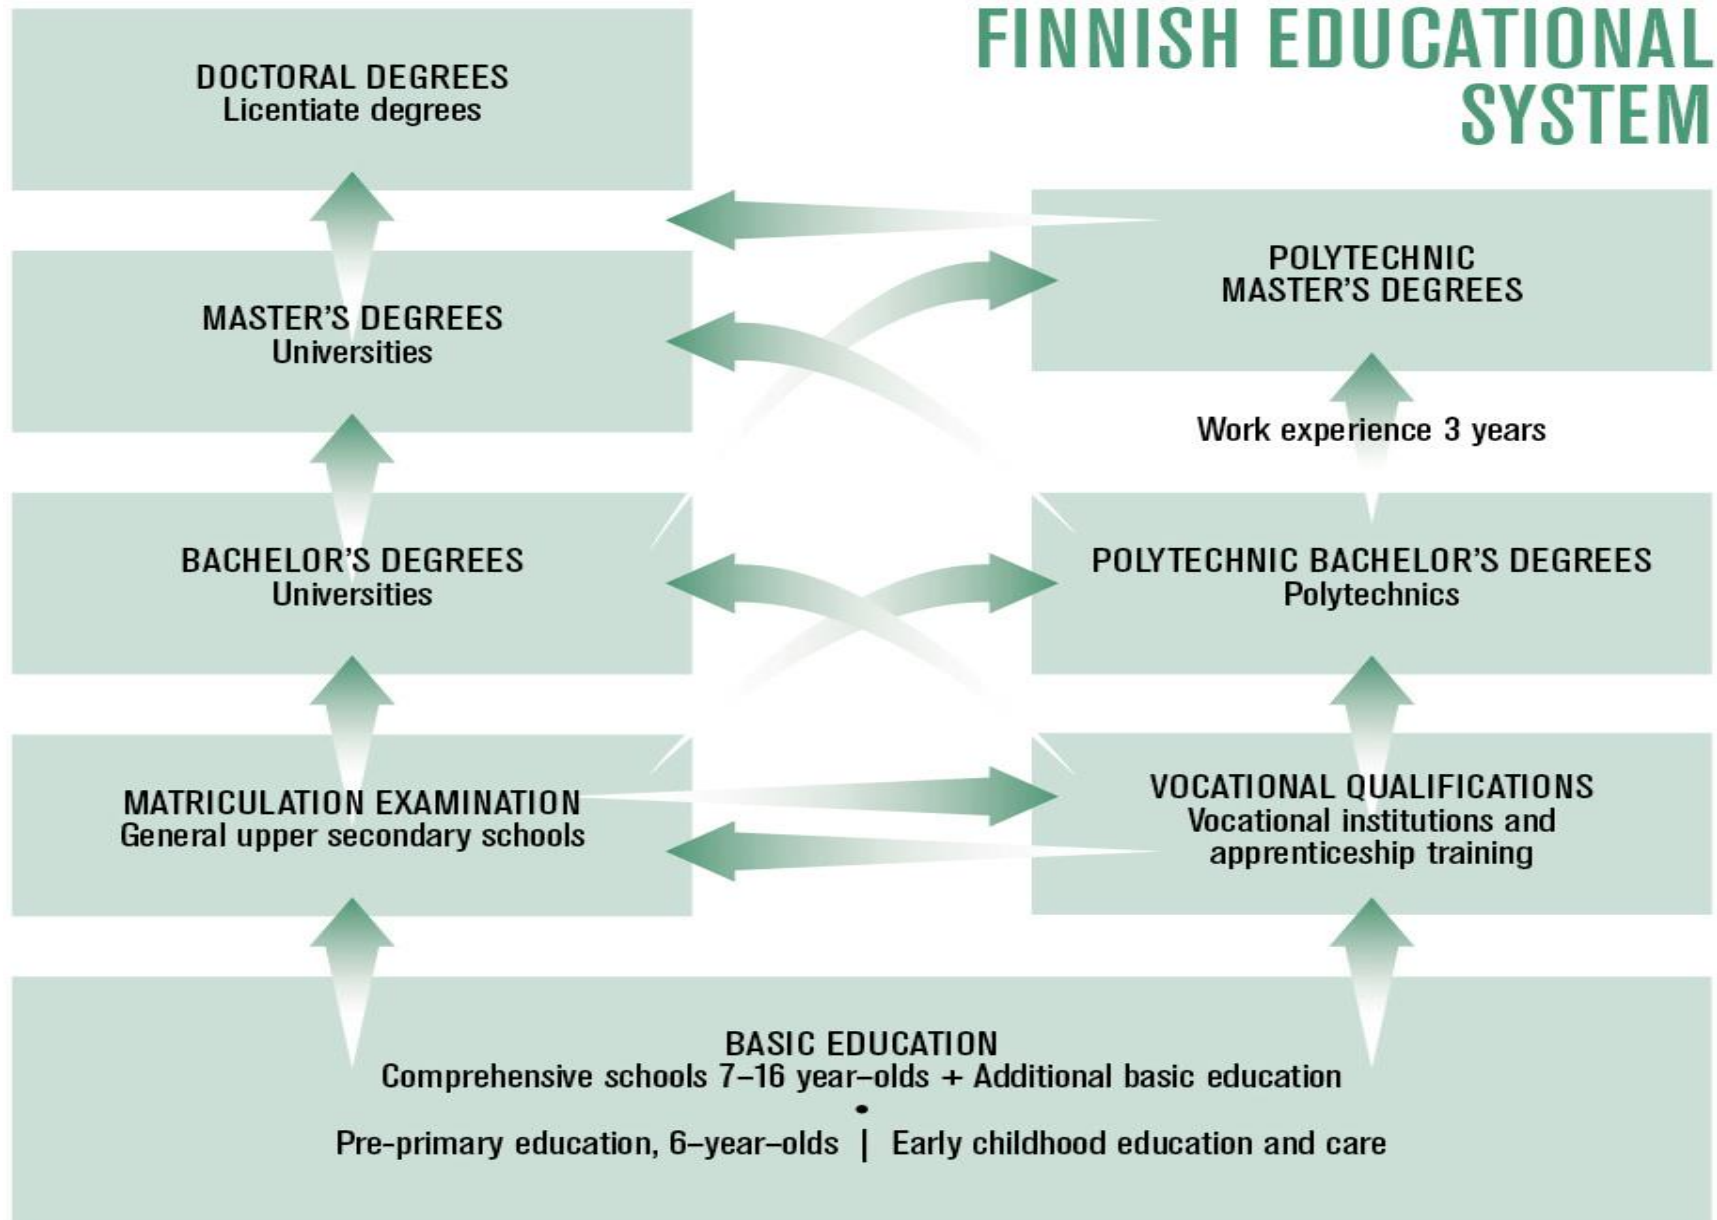 FINNISH EDUCATIONAL
SYSTEM
DOCTORAL DEGREES
Licentiate degrees
POLYTECHNIC
MASTER'S DEGREES
MASTER'S DEGREES
Universities
Work experience 3 years
BACHELOR'S DEGREES
Universities
POLYTECHNIC BACHELOR'S DEGREES
Polytechnics
MATRICULATION EXAMINATION
General upper secondary schools
VOCATIONAL QUALIFICATIONS
Vocational institutions and
apprenticeship training
BASIC EDUCATION
Comprehensive schools 7–16 year–olds + Additional basic education
•
Pre-primary education, 6–year–olds | Early childhood education and care